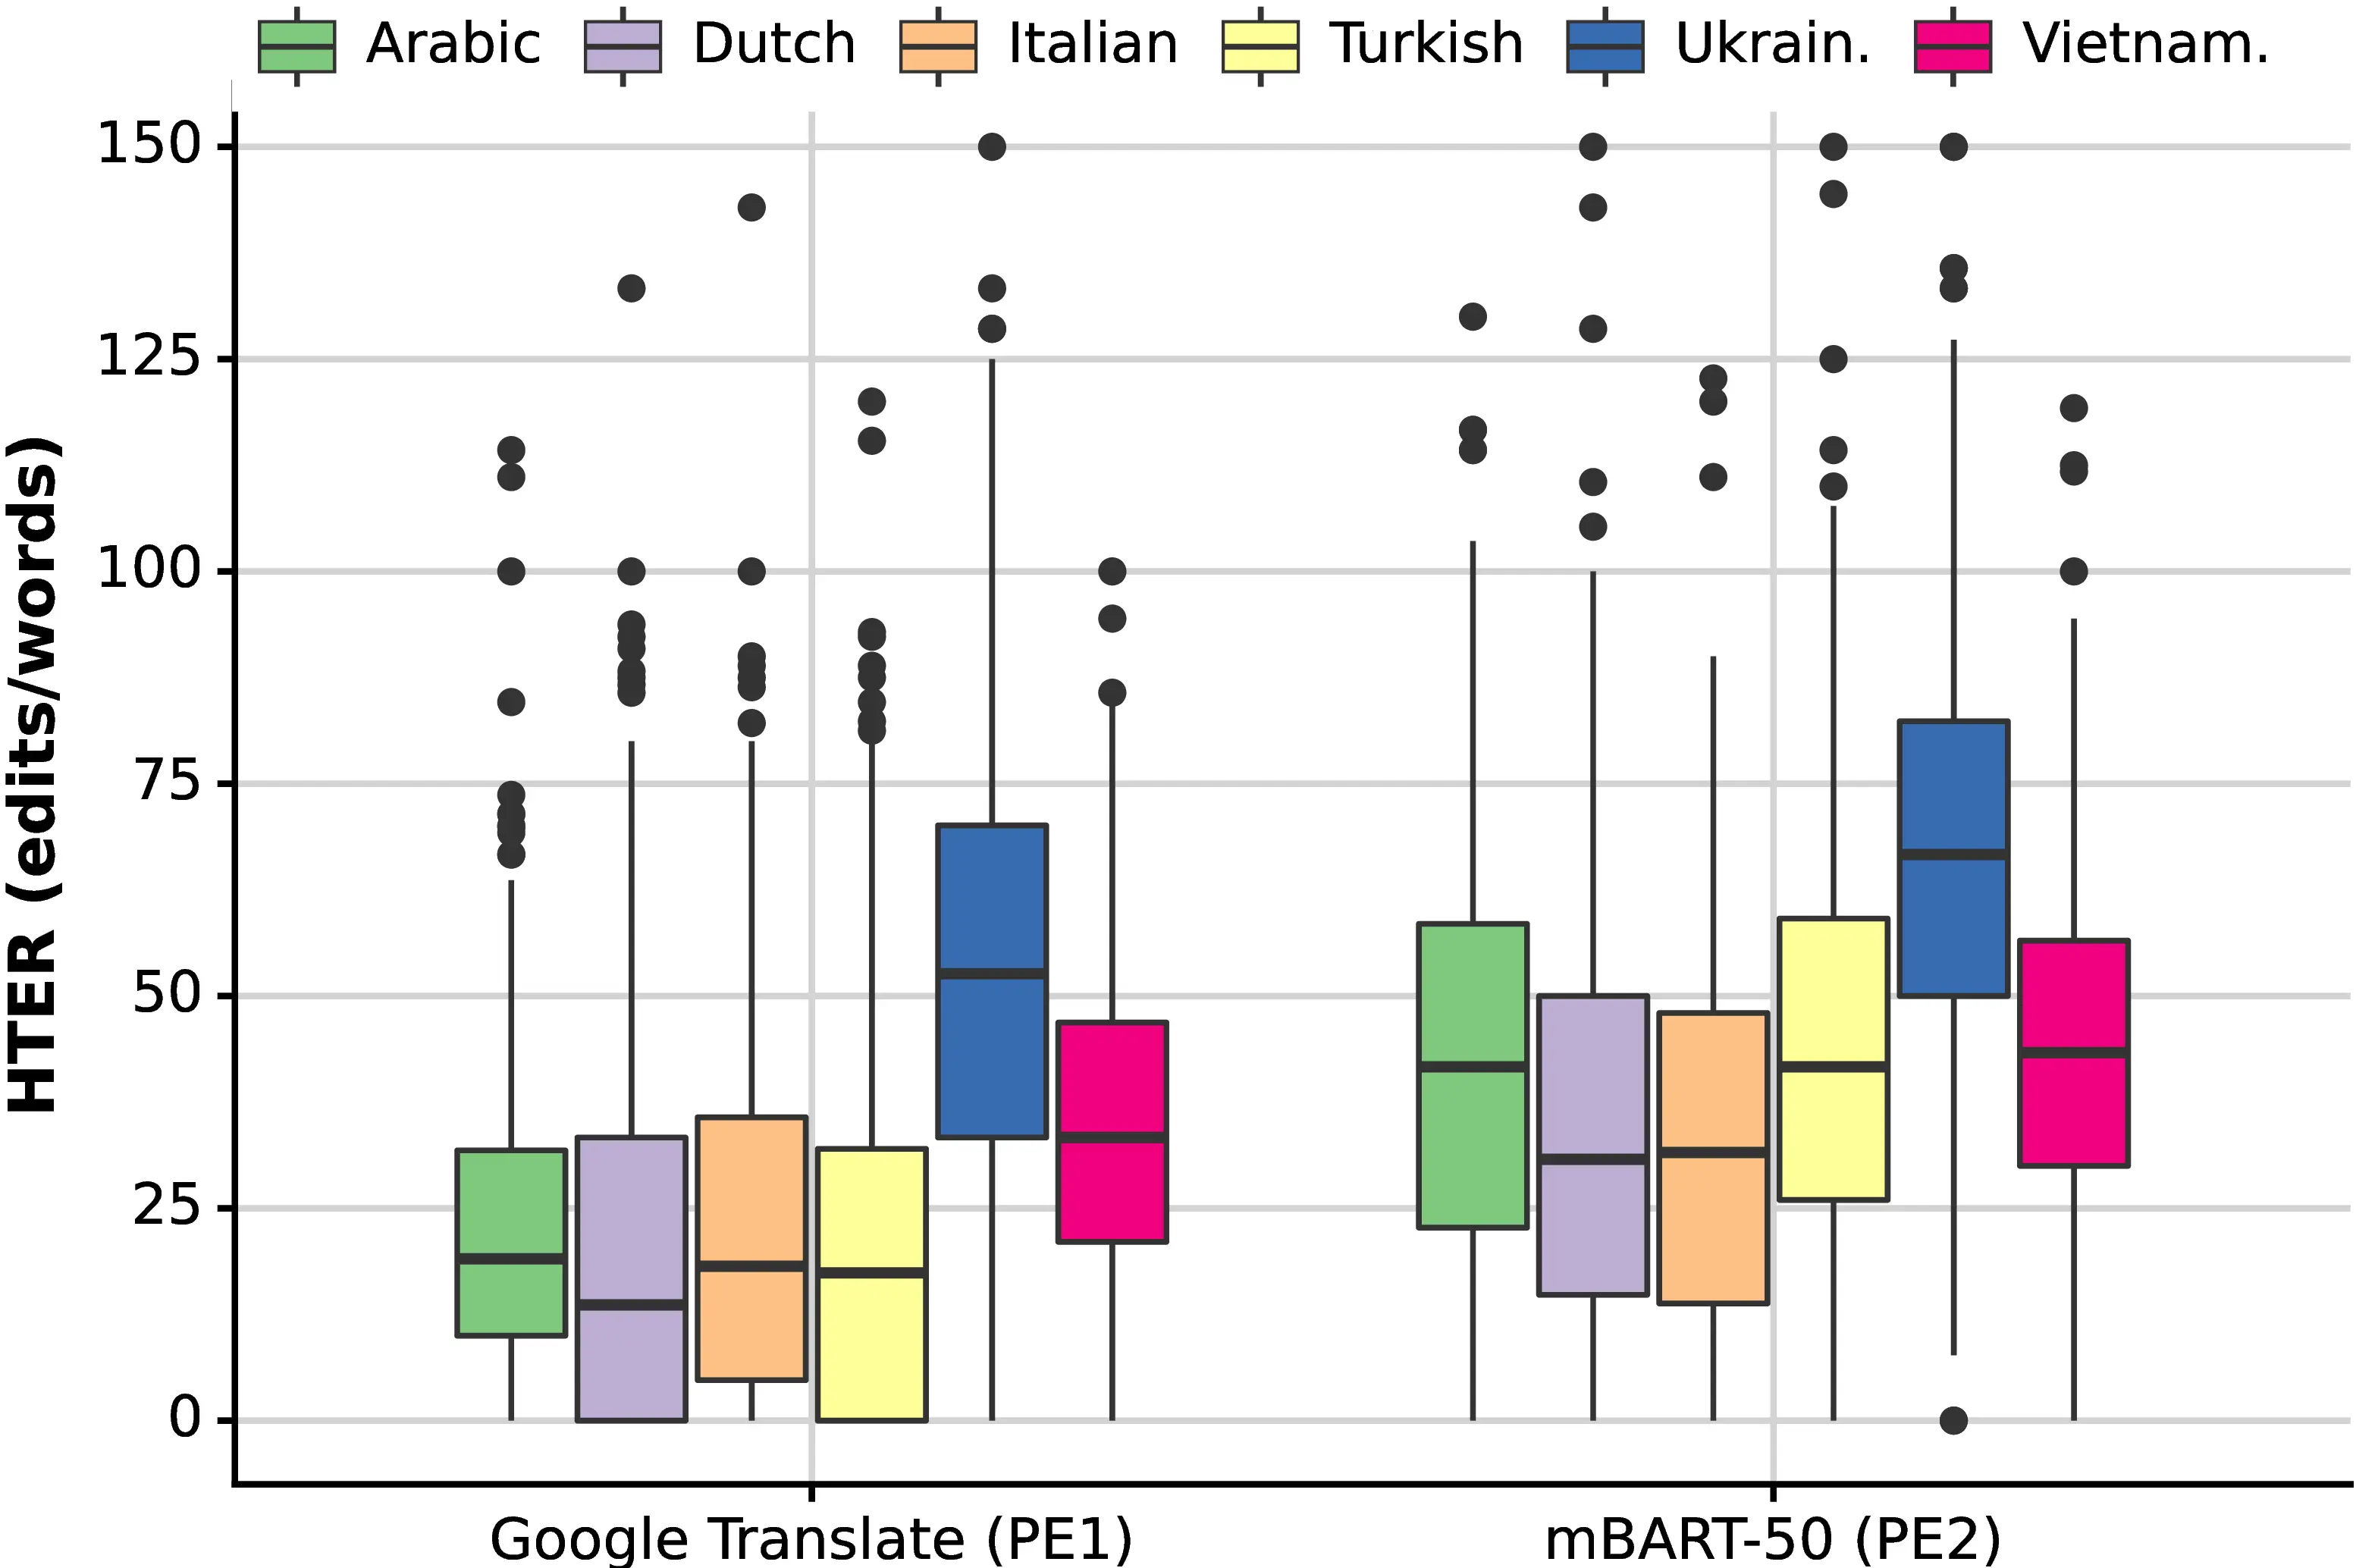 Arabic Dutch Italian Turkish Ukrain. Vietnam.
HTER (edits/words)
150
125
100
75
50
25
0
Google Translate (PE1) mBART-50 (PE2)